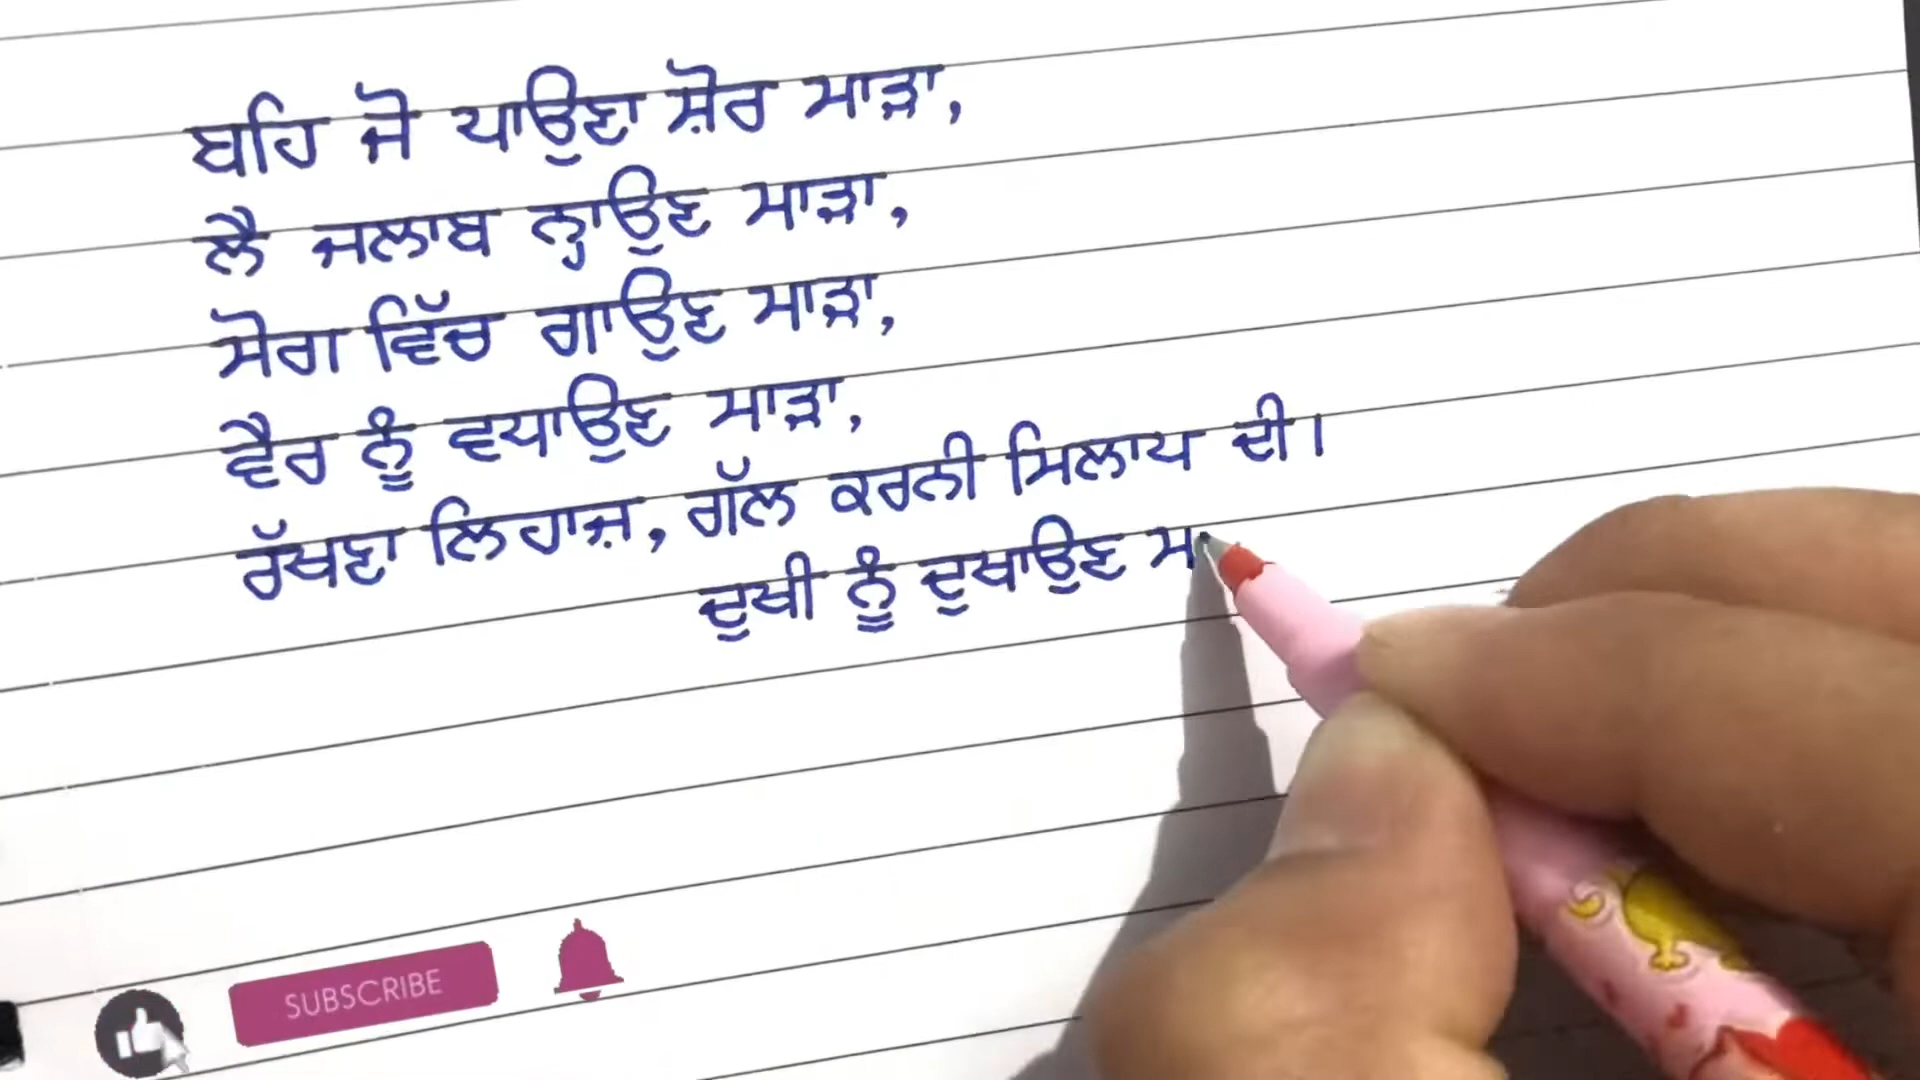 ਬਹਿ ਜੋ ਪਾਉਣਾ ਸ਼ੋਰ ਮਾੜਾ,
ਲੈ ਜਲਾਬ ਨ੍ਹਾਉਣ ਮਾੜਾ,
ਸੋਗ ਵਿੱਚ ਗਾਉਣ ਮਾੜਾ,
ਵੈਰ ਨੂੰ ਵਧਾਉਣ ਮਾੜਾ,
ਰੱਖਣਾ ਲਿਹਾਜ਼, ਗੱਲ ਕਰਨੀ ਮਿਲਾਪ ਦੀ।
ਦੁਖੀ ਨੂੰ ਦੁਖਾਉਣ ਮ
SUBSCRIBE